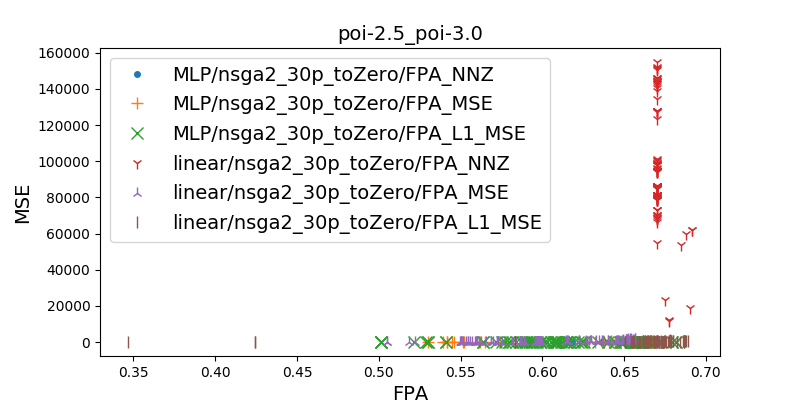 poi-2.5_poi-3.0
160000
140000
120000
100000
80000
60000
40000
20000
0
MSE
MLP/nsga2_30p_toZero/FPA_NNZ
MLP/nsga2_30p_toZero/FPA_MSE
MLP/nsga2_30p_toZero/FPA_L1_MSE
linear/nsga2_30p_toZero/FPA_NNZ
linear/nsga2_30p_toZero/FPA_MSE
linear/nsga2_30p_toZero/FPA_L1_MSE
0.35 0.40 0.45 0.50 0.55 0.60 0.65 0.70
FPA